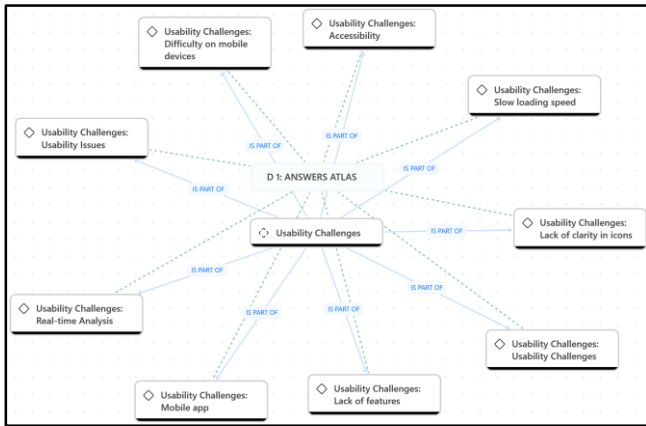 Usability Challenges:
Difficulty on mobile
devices
Usability Challenges:
Accessibility
Usability Challenges:
Slow loading speed
Usability Challenges:
Usability Issues
IS PART OF
IS PART OF
IS PART OF
IS PART OF
D 1: ANSWERS ATLAS
Usability Challenges
IS PART OF
Usability Challenges:
Lack of clarity in icons
IS PART OF
IS PART OF
IS PART OF
IS PART OF
Usability Challenges:
Real-time Analysis
Usability Challenges:
Usability Challenges
Usability Challenges:
Mobile app
Usability Challenges:
Lack of features